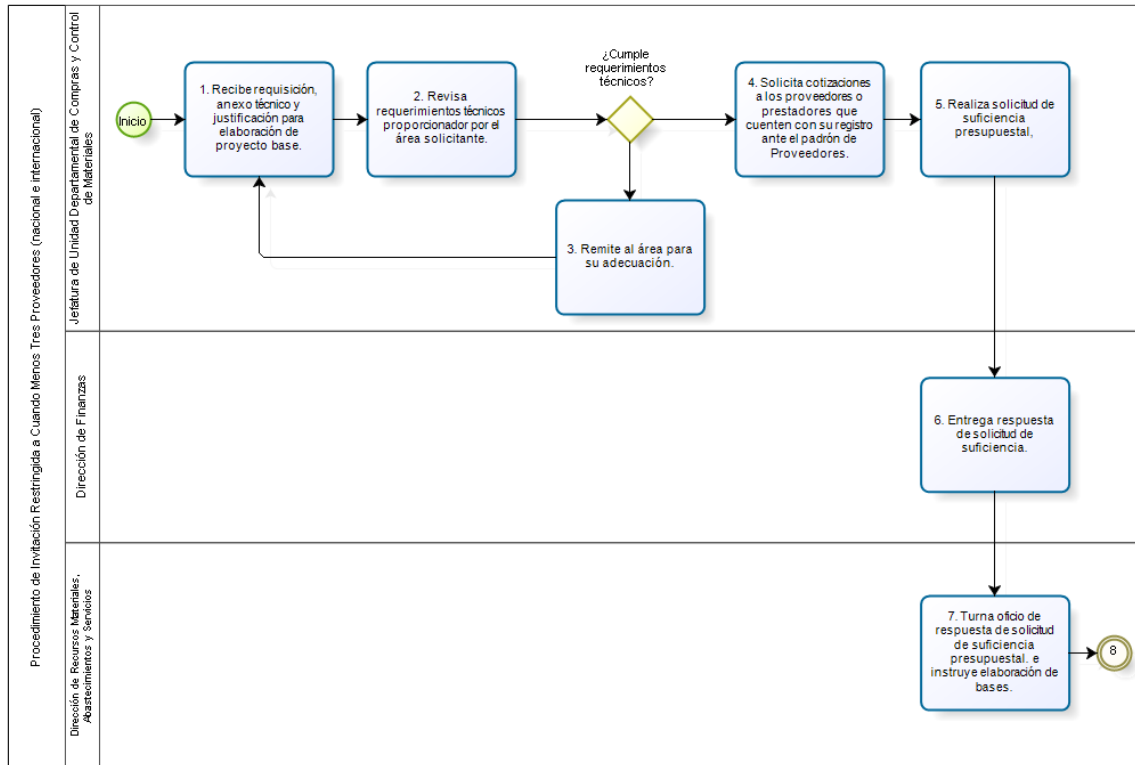 Procedimiento de Invitación Restringida a Cuando Menos Tres Proveedores (nacional e internacional)
Jefatura de Unidad Departamental de Compras y Control
de Materiales
Inicio
1. Recibe requisición,
anexo técnico y
justificación para
elaboración de
proyecto base.
2. Revisa
requerimientos técnicos
proporcionador por el
área solicitante.
¿Cumple
requerimientos
técnicos?
3. Remite al área para
su adecuación.
4. Solicita cotizaciones
a los proveedores o
prestadores que
cuenten con su registro
ante el padrón de
Proveedores.
5. Realiza solicitud de
suficiencia
presupuestal,
Dirección de Finanzas
6. Entrega respuesta
de solicitud de
suficiencia.
Dirección de Recursos Materiales,
Abastecimientos y Servicios
7. Turna oficio de
respuesta de solicitud
de suficiencia
presupuestal. e
instruye elaboración de
bases.
8